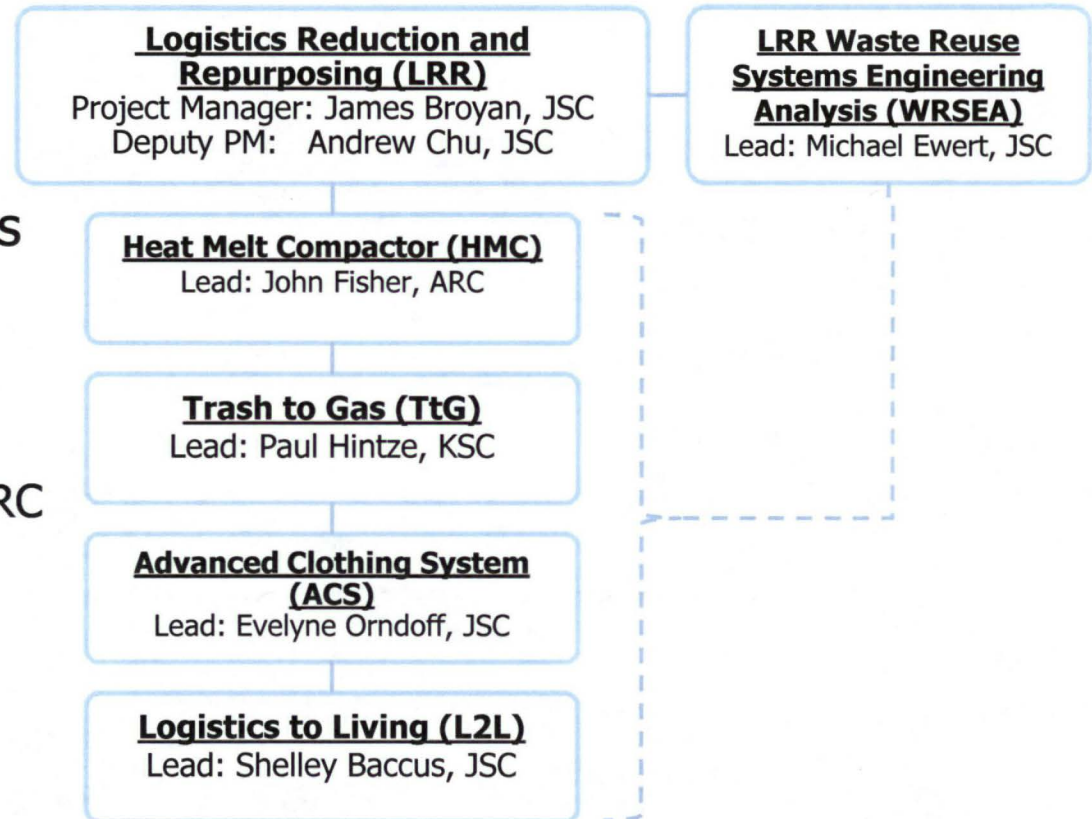 Logistics Reduction and
Repurposing (LRR)
Project Manager: James Broyan, JSC
Deputy PM: Andrew Chu, JSC
LRR Waste Reuse
Systems Engineering
Analysis (WRSEA)
Lead: Michael Ewert, JSC
s
Heat Melt Compactor (HMC)
Lead: John Fisher, ARC
Trash to Gas (TtG)
Lead: Paul Hintze, KSC
RC
Advanced Clothing System
(ACS)
Lead: Evelyne Orndoff, JSC
Logistics to Living (L2L)
Lead: Shelley Baccus, JSC